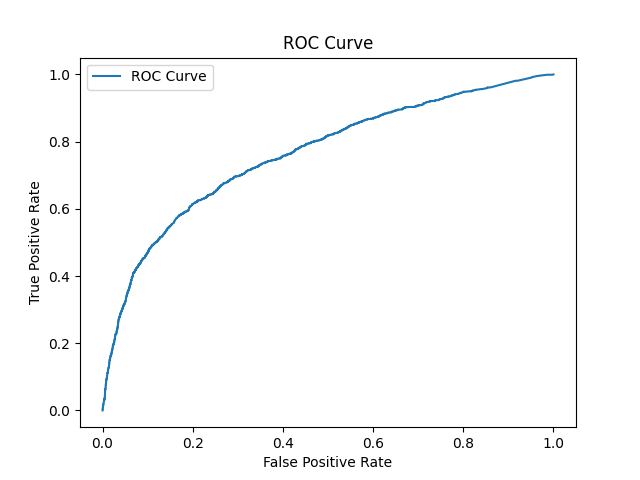 ROC Curve
ROC Curve
1.0
0.8
0.6
0.4
0.2
0.0
True Positive Rate
0.0 0.2 0.4 0.6 0.8 1.0
False Positive Rate